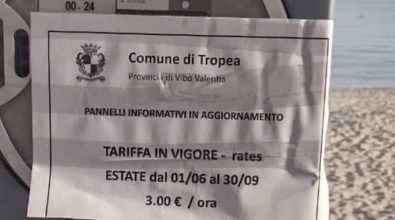 00 - 24
Comune di Tropea
Provincia di Vibo Valentia
PANNELLI INFORMATIVI IN AGGIORNAMENTO
TARIFFA IN VIGORE - rates
ESTATE dal 01/06 al 30/09
3.00 € / ora